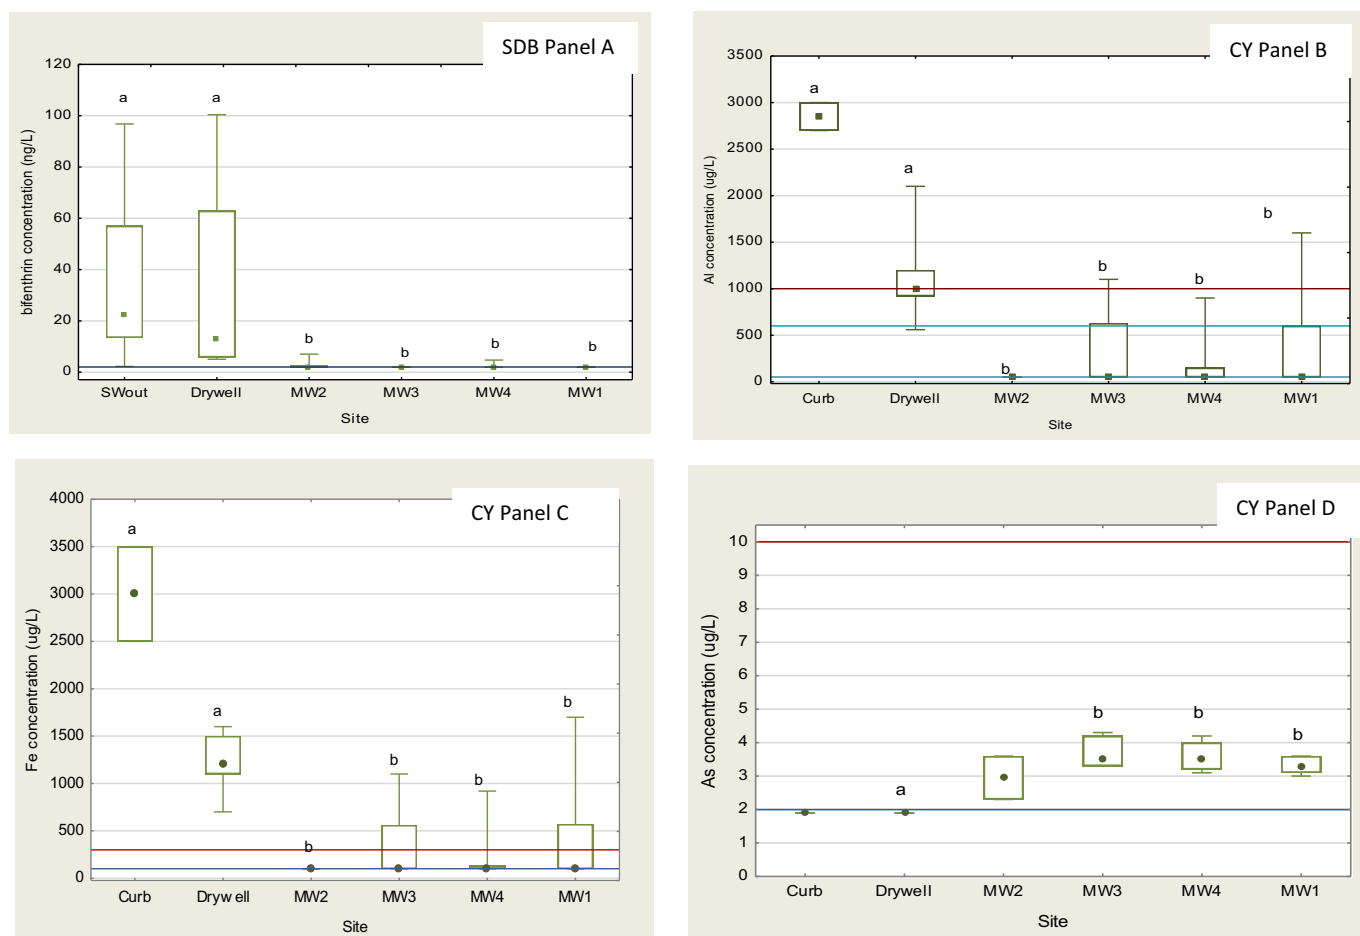 SDB Panel A
bifenthrin concentration (ng/L)
120
100
80
60
40
20
0
a
a
b
b
b
b
SWout Drywell MW2 MW3 MW4 MW1
Site
CY Panel B
Al concentration (ug/L)
3500
3000
2500
2000
1500
1000
500
0
a
a
b
b
b
b
Curb Drywell MW2 MW3 MW4 MW1
Site
CY Panel C
Fe concentration (ug/L)
4000
3500
3000
2500
2000
1500
1000
500
0
a
a
b
b
b
b
Curb Drywell MW2 MW3 MW4 MW1
Site
CY Panel D
As concentration (ug/L)
10
9
8
7
6
5
4
3
2
1
0
a
b
b
b
Curb Drywell MW2 MW3 MW4 MW1
Site